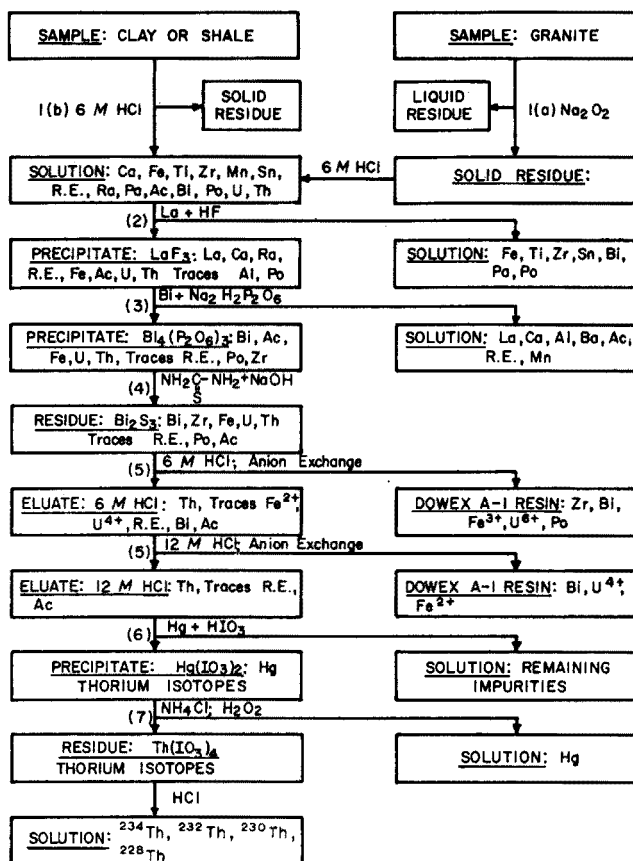 SAMPLE: CLAY OR SHALE
SAMPLE: GRANITE
1(b) 6 M HCl
SOLID
RESIDUE
LIQUID
RESIDUE
1(a) Na2O2
SOLUTION: Ca, Fe, Ti, Zr, Mn, Sn,
R.E., Ra, Pa, Ac, Bi, Po, U, Th
6 M HCl
SOLID RESIDUE:
(2)
La + HF
PRECIPITATE: LaF3: La, Ca, Ra,
R.E., Fe, Ac, U, Th Traces Al, Po
SOLUTION: Fe, Ti, Zr, Sn, Bi,
Pa, Po
(3)
Bi + Na2 H2P2O6
PRECIPITATE: Bi4(P2O6)3: Bi, Ac,
Fe, U, Th, Traces R.E., Po, Zr
SOLUTION: La, Ca, Al, Ba, Ac,
R.E., Mn
(4)
NH2C-NH2+NaOH
S
RESIDUE: Bi2S3: Bi, Zr, Fe, U, Th
Traces R.E., Po, Ac
(5)
6 M HCl; Anion Exchange
ELUATE: 6 M HCl: Th, Traces Fe2+,
U4+, R.E., Bi, Ac
DOWEX A-1 RESIN: Zr, Bi,
Fe3+, U6+, Po
(5)
12 M HCl; Anion Exchange
ELUATE: 12 M HCl: Th, Traces R.E.,
Ac
DOWEX A-1 RESIN: Bi, U4+,
Fe2+
(6)
Hg + HIO3
PRECIPITATE: Hg(IO3)2: Hg
THORIUM ISOTOPES
SOLUTION: REMAINING
IMPURITIES
(7)
NH4Cl; H2O2
RESIDUE: Th(IO3)4
THORIUM ISOTOPES
SOLUTION: Hg
HCl
SOLUTION: 234Th, 232Th, 230Th,
228Th